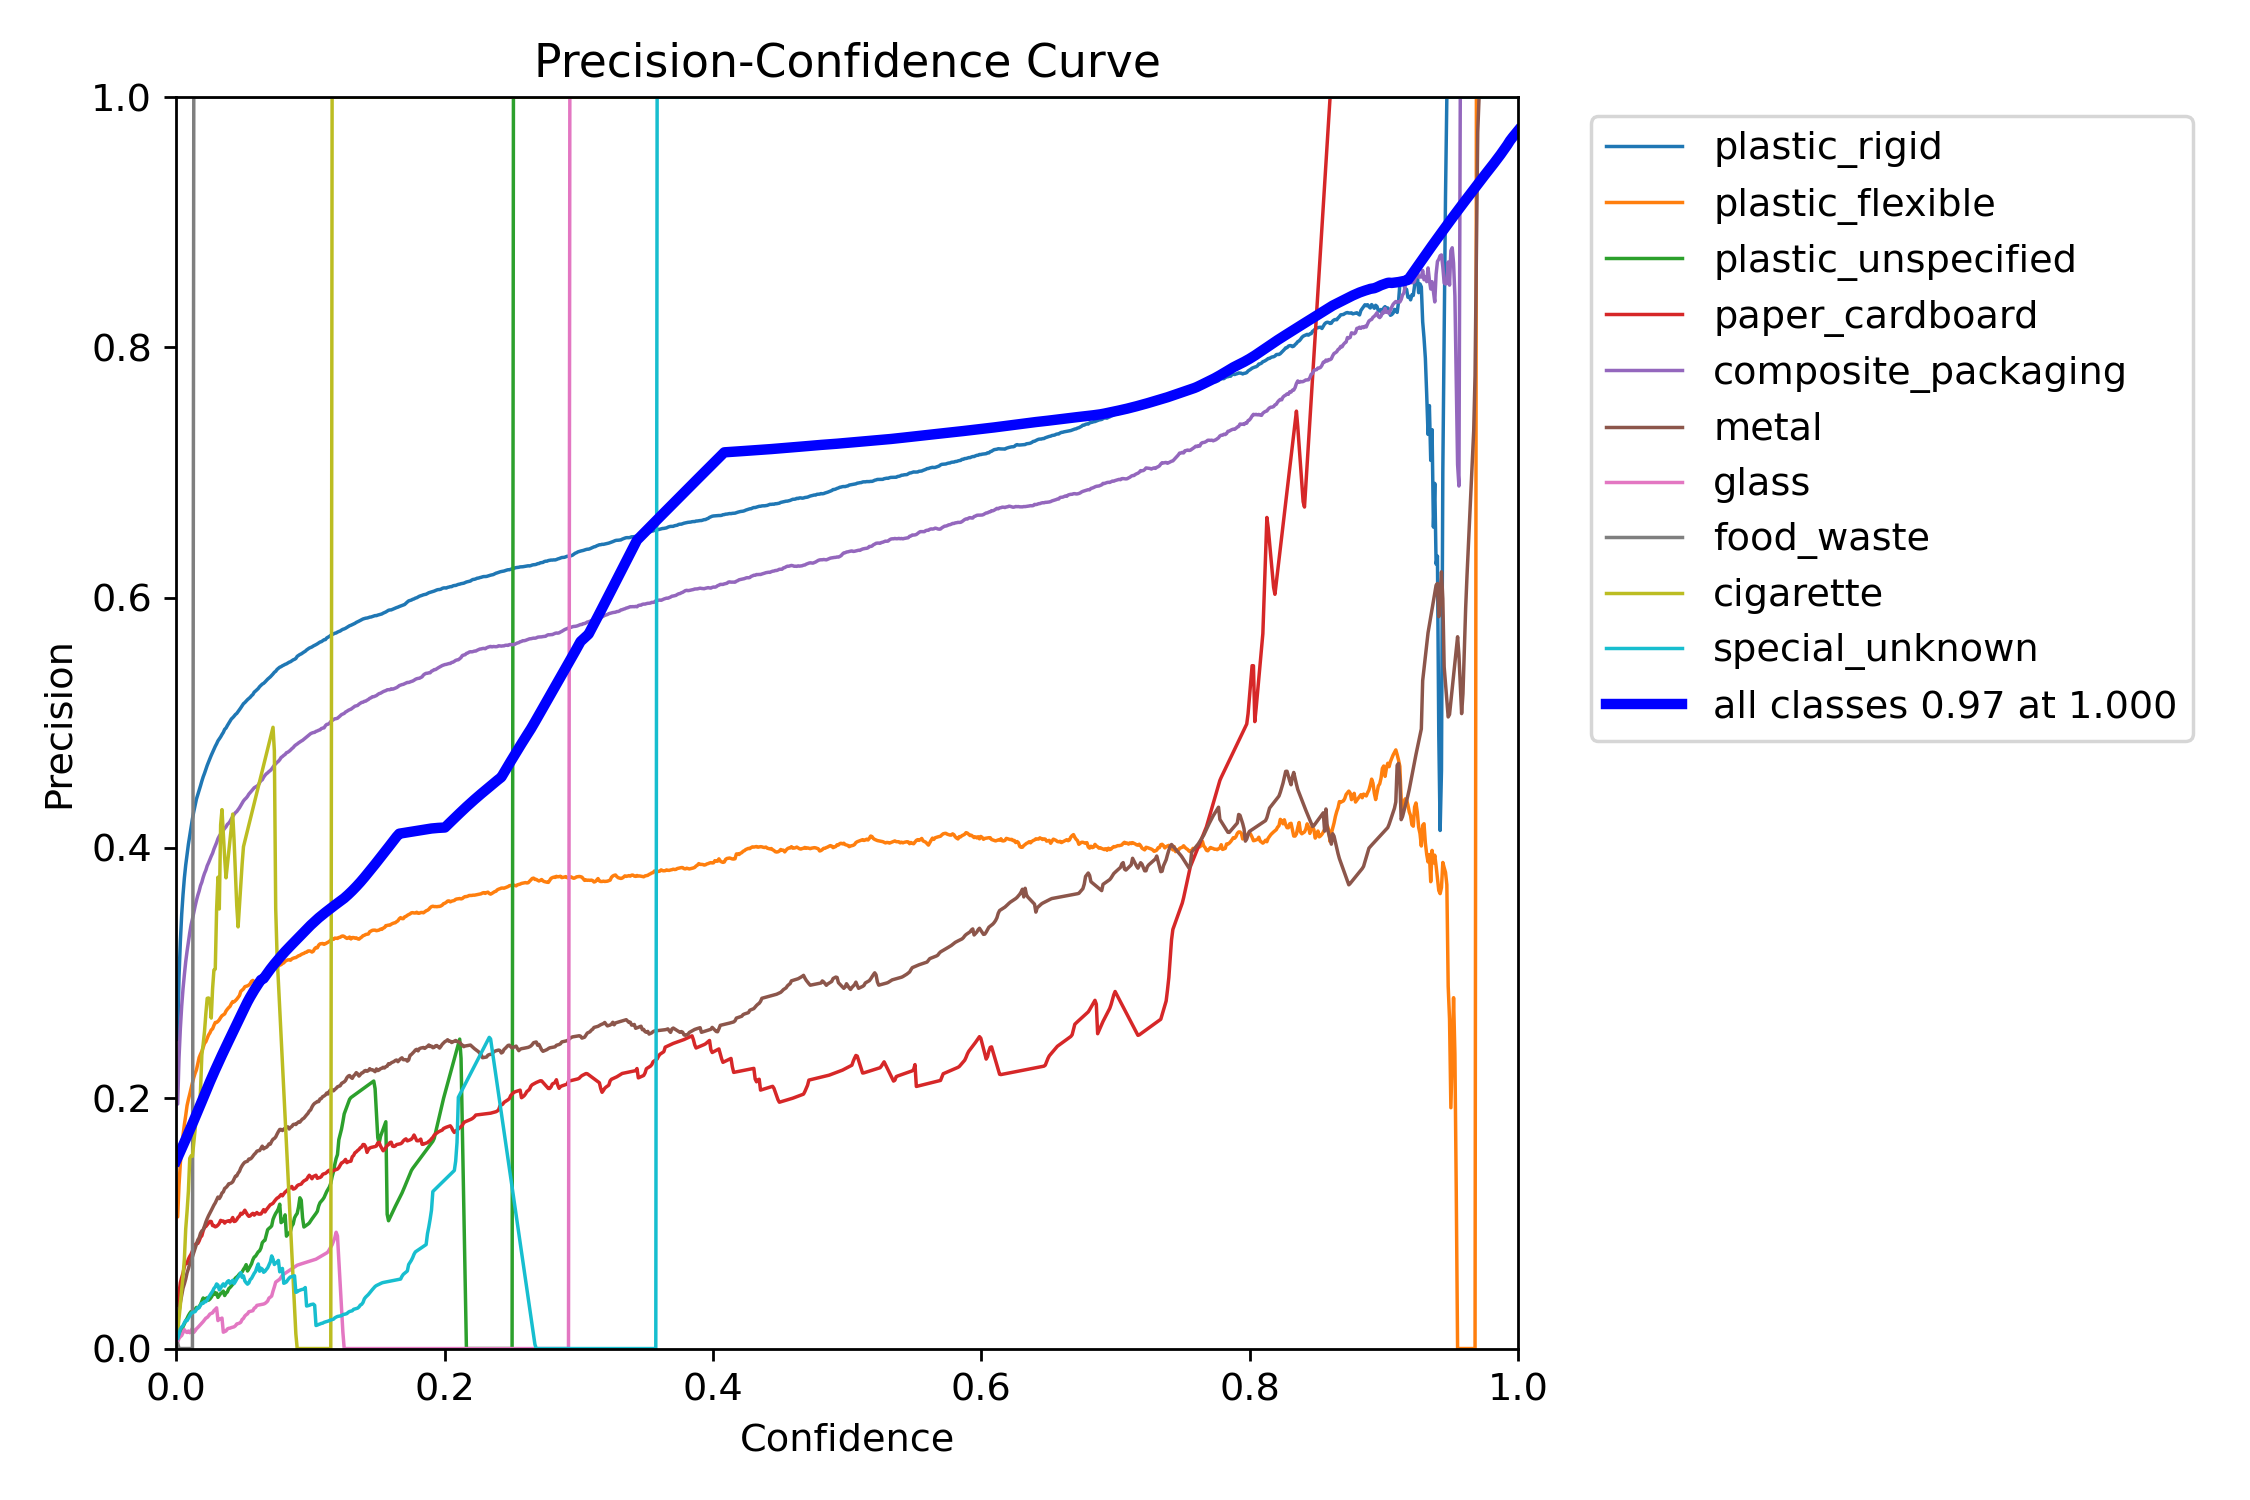 Precision-Confidence Curve
1.0
0.8
0.6
0.4
0.2
0.0
Precision
0.0 0.2 0.4 0.6 0.8 1.0
Confidence
plastic_rigid
plastic_flexible
plastic_unspecified
paper_cardboard
composite_packaging
metal
glass
food_waste
cigarette
special_unknown
all classes 0.97 at 1.000